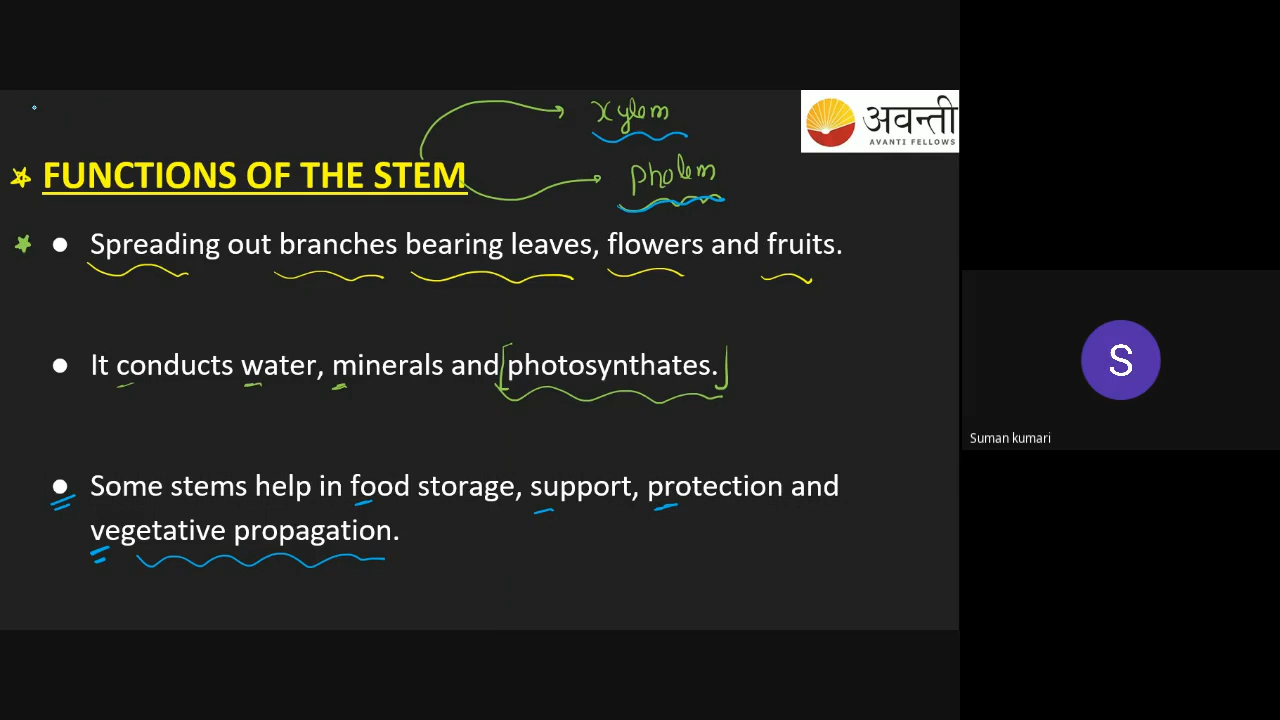 xylem
अवन्ती
AVANTI FELLOWS
pholem
FUNCTIONS OF THE STEM
● Spreading out branches bearing leaves, flowers and fruits.
● It conducts water, minerals and [photosynthates.]
● Some stems help in food storage, support, protection and
vegetative propagation.
S
Suman kumari